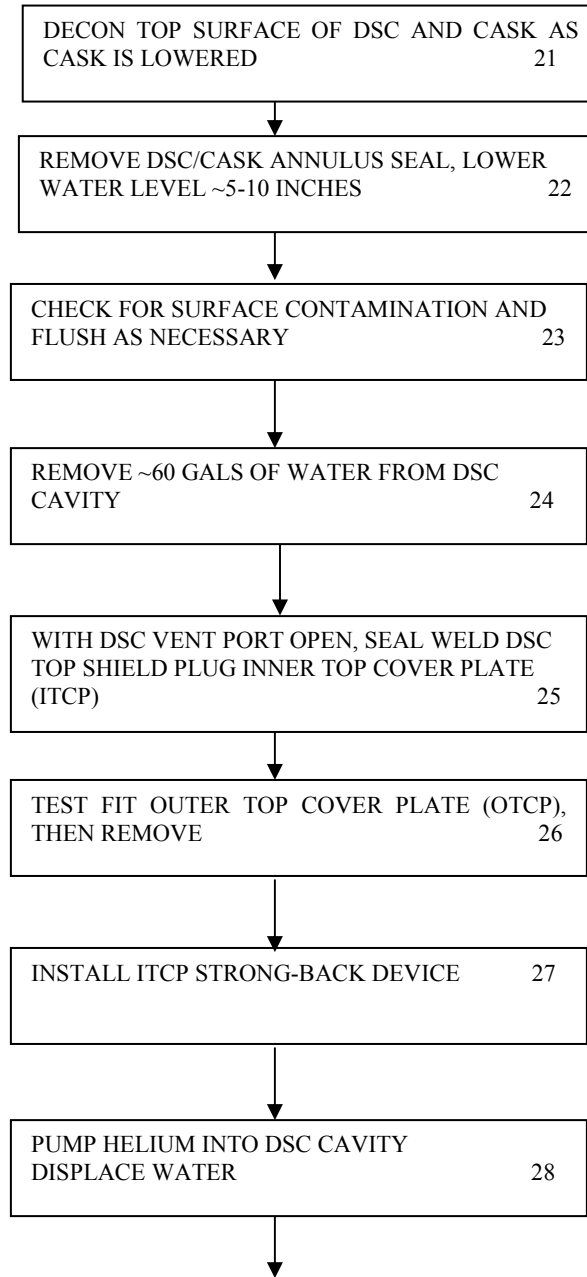 DECON TOP SURFACE OF DSC AND CASK AS
CASK IS LOWERED 21
REMOVE DSC/CASK ANNULUS SEAL, LOWER
WATER LEVEL ~5-10 INCHES 22
CHECK FOR SURFACE CONTAMINATION AND
FLUSH AS NECESSARY 23
REMOVE ~60 GALS OF WATER FROM DSC
CAVITY 24
WITH DSC VENT PORT OPEN, SEAL WELD DSC
TOP SHIELD PLUG INNER TOP COVER PLATE
(ITCP) 25
TEST FIT OUTER TOP COVER PLATE (OTCP),
THEN REMOVE 26
INSTALL ITCP STRONG-BACK DEVICE 27
PUMP HELIUM INTO DSC CAVITY
DISPLACE WATER 28